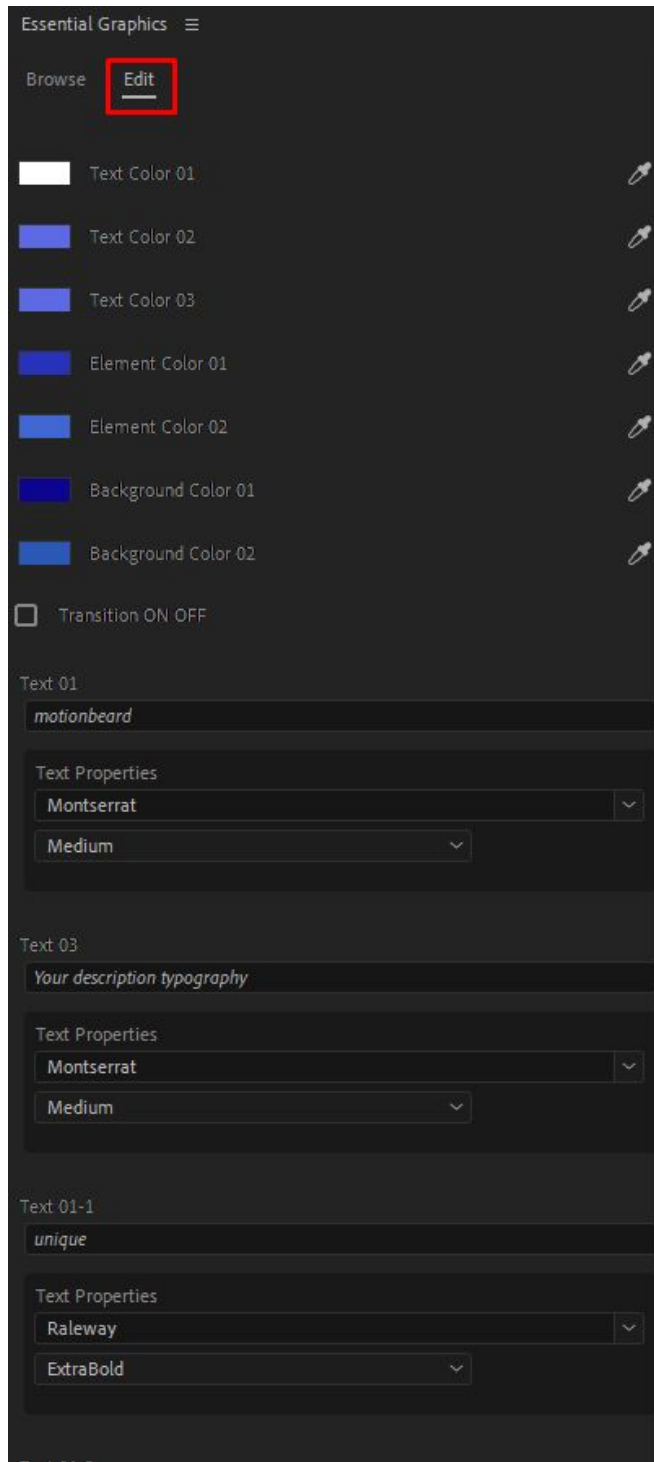 Essential Graphics
Browse Edit
Text Color 01
Text Color 02
Text Color 03
Element Color 01
Element Color 02
Background Color 01
Background Color 02
Transition ON OFF
Text 01
motionbeard
Text Properties
Montserrat
Medium
Text 03
Your description typography
Text Properties
Montserrat
Medium
Text 01-1
unique
Text Properties
Raleway
ExtraBold